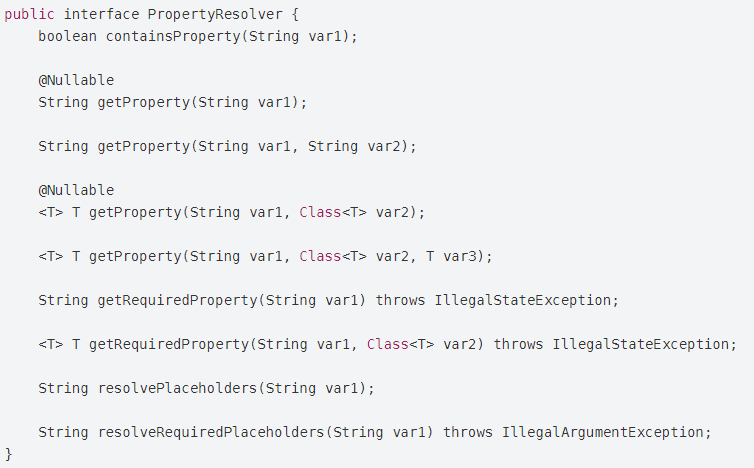 public interface PropertyResolver {
    boolean containsProperty(String var1);

    @Nullable
    String getProperty(String var1);

    String getProperty(String var1, String var2);

    @Nullable
    <T> T getProperty(String var1, Class<T> var2);

    <T> T getProperty(String var1, Class<T> var2, T var3);

    String getRequiredProperty(String var1) throws IllegalStateException;

    <T> T getRequiredProperty(String var1, Class<T> var2) throws IllegalStateException;

    String resolvePlaceholders(String var1);

    String resolveRequiredPlaceholders(String var1) throws IllegalArgumentException;
}